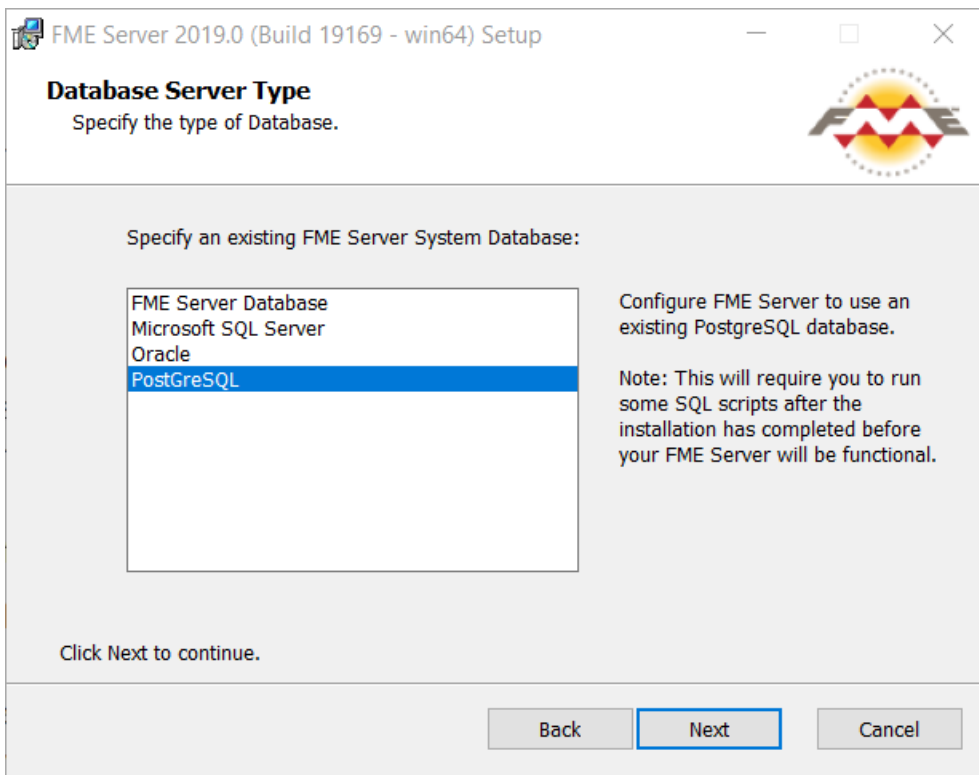 FME Server 2019.0 (Build 19169 - win64) Setup
Database Server Type
Specify the type of Database.
FME
Specify an existing FME Server System Database:
FME Server Database
Microsoft SQL Server
Oracle
PostGreSQL
Configure FME Server to use an
existing PostgreSQL database.
Note: This will require you to run
some SQL scripts after the
installation has completed before
your FME Server will be functional.
Click Next to continue.
Back
Next
Cancel